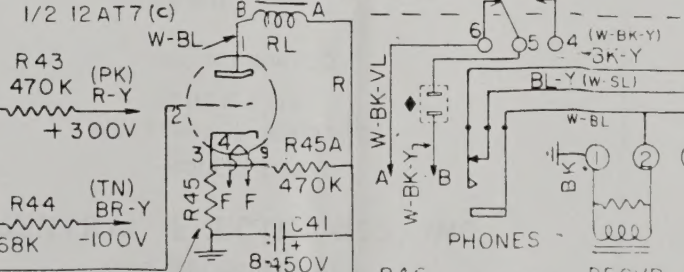 1/2 12AT7(C)
B A
W-BL
RL
R43
470K
(PK)
R-Y
+300V
R
1
2
4
3 9
R45A
470K
F F
R45
R44
68K
(TN)
BR-Y
-100V
C41
+
8-450V
6 5 4
(W-BK-Y)
BK-Y
BL-Y (W-SL)
W-BL
W-BK-VL
W-BK-Y
A B
BK
1 2
PHONES